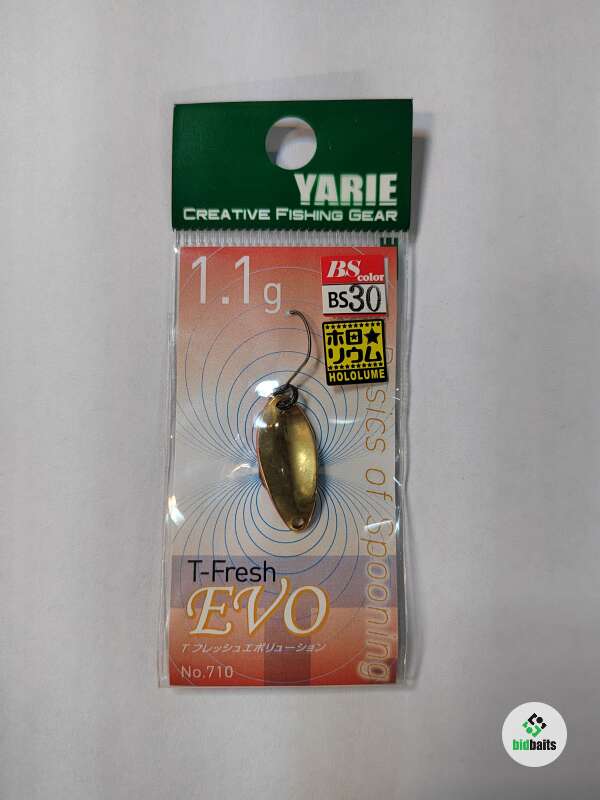 YARIE
CREATIVE FISHING GEAR
1.1g
BS color
BS30
ホロ★
リウム
HOLOLUME
Basics of Spooning
T-Fresh
EVO
T フレッシュエボリューション
No.710
bidbaits